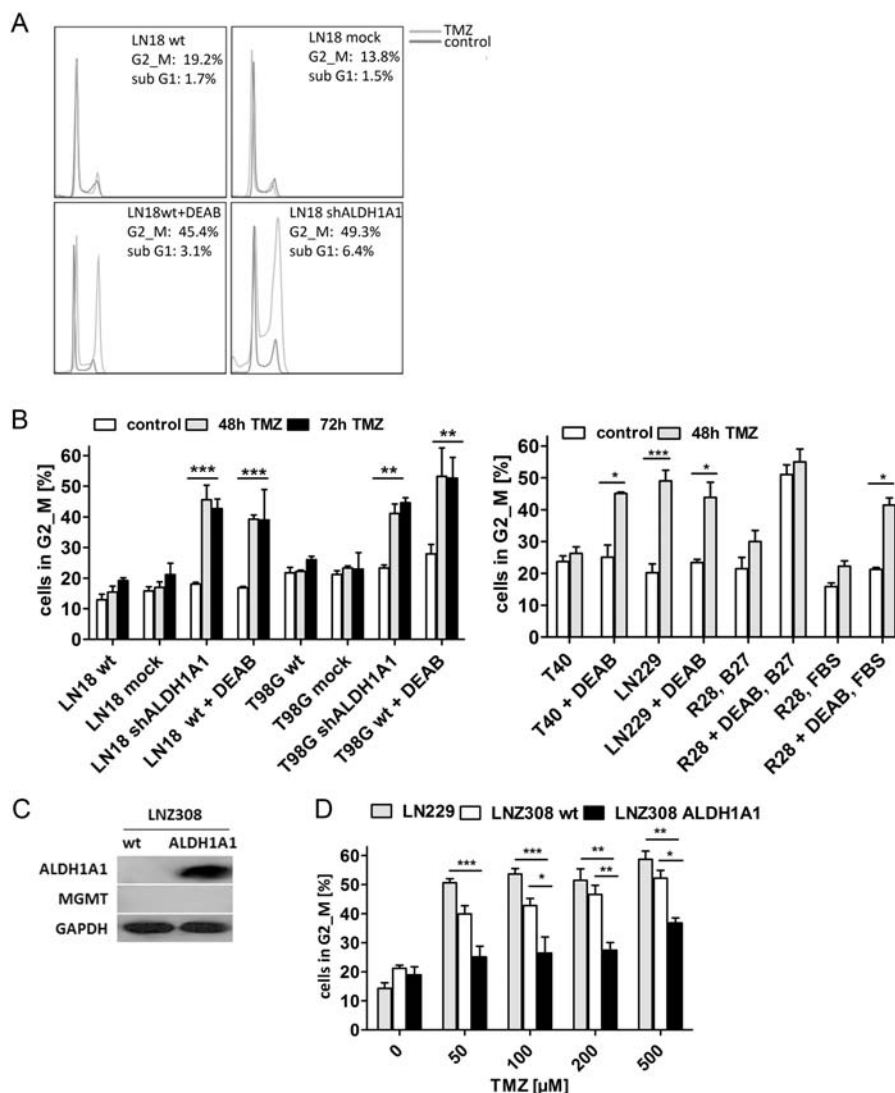 A
LN18 wt
G2_M: 19.2%
sub G1: 1.7%
LN18 mock
G2_M: 13.8%
sub G1: 1.5%
TMZ
control
LN18wt+DEAB
G2_M: 45.4%
sub G1: 3.1%
LN18 shALDH1A1
G2_M: 49.3%
sub G1: 6.4%
B
control 48h TMZ 72h TMZ
cells in G2_M [%]
60
50
40
30
20
10
0
*** *** ** **
LN18 wt
LN18 mock
LN18 shALDH1A1
LN18 wt + DEAB
T98G wt
T98G mock
T98G shALDH1A1
T98G wt + DEAB
control 48h TMZ
cells in G2_M [%]
60
50
40
30
20
10
0
* *** * *
T40
T40 + DEAB
LN229
LN229 + DEAB
R28, B27
R28 + DEAB, B27
R28, FBS
R28 + DEAB, FBS
C
LNZ308
wt ALDH1A1
ALDH1A1
MGMT
GAPDH
D
LN229 LNZ308 wt LNZ308 ALDH1A1
cells in G2_M [%]
60
50
40
30
20
10
0
*** *** * ** ** ** *
0 50 100 200 500
TMZ [µM]